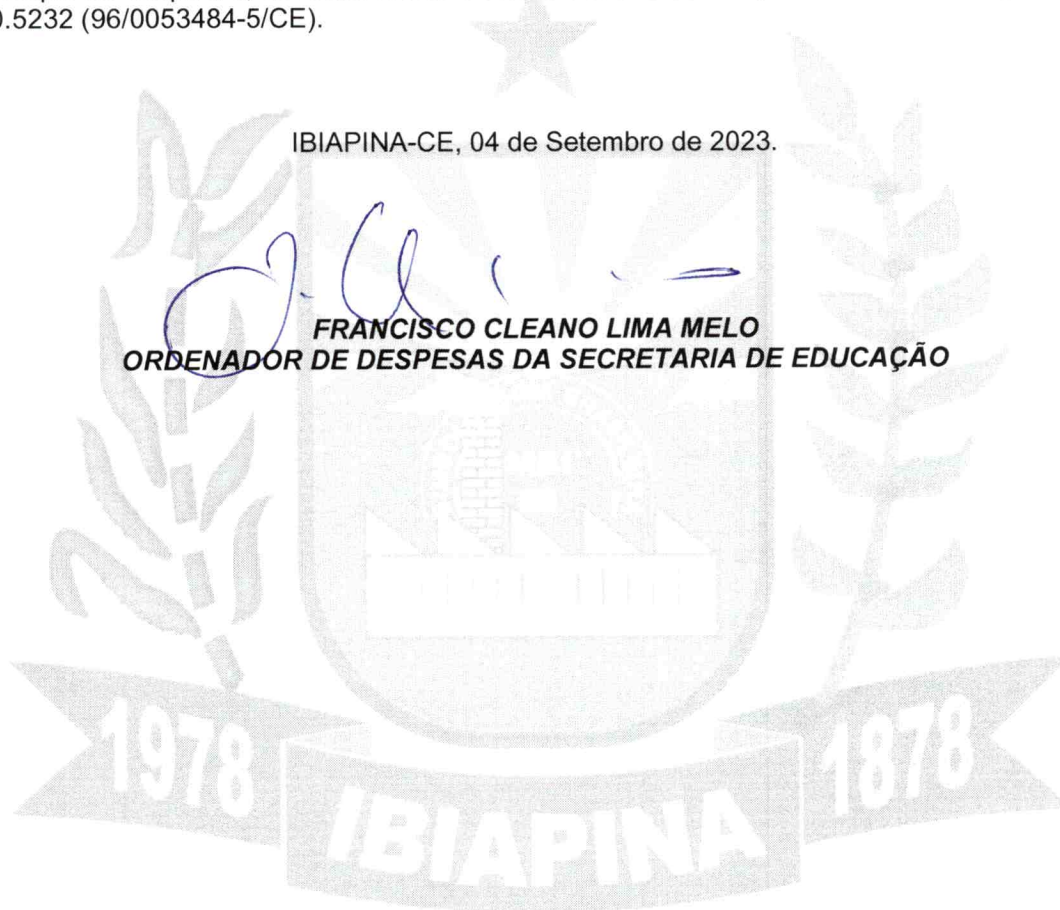 0.5232 (96/0053484-5/CE).
IBIAPINA-CE, 04 de Setembro de 2023.
FRANCISCO CLEANO LIMA MELO
ORDENADOR DE DESPESAS DA SECRETARIA DE EDUCAÇÃO
1978
1878
IBIAPINA